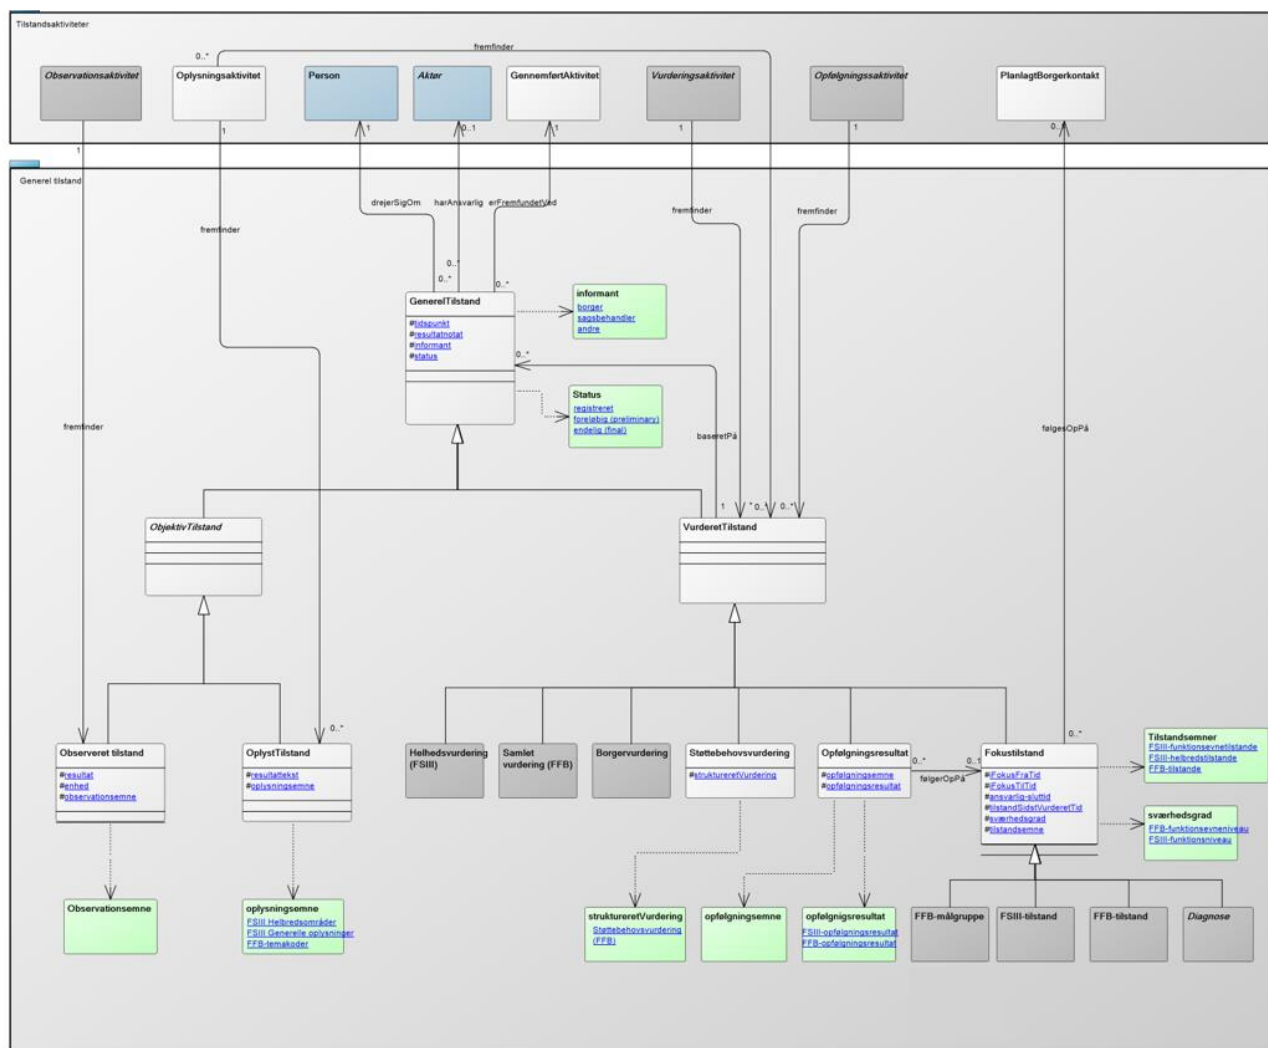 Tilstandsaktiviteter
fremfinder
0..*
Observationsaktivitet
Oplysningsaktivitet
Person
Aktør
GennemførtAktivitet
Vurderingsaktivitet
Opfølgningssaktivitet
PlanlagtBorgerkontakt
1
1
1
0..1
1
1
1
Generel tilstand
drejerSigOm
harAnsvarlig
erFremfundetVed
fremfinder
fremfinder
fremfinder
0..*
0..*
0..*
GenerelTilstand
#tidspunkt
#resultatnotat
#informant
#status
informant
borger
sagsbehandler
andre
0..*
Status
registreret
foreløbig (preliminary)
endelig (final)
fremfinder
baseretPå
følgesOpPå
1
*
0..*
0..*
ObjektivTilstand
VurderetTilstand
0..*
0..*
Observeret tilstand
#resultat
#enhed
#observationsemne
OplystTilstand
#resultattekst
#oplysningsemne
Helhedsvurdering
(FSIII)
Samlet
vurdering (FFB)
Borgervurdering
Støttebehovsvurdering
#struktureretVurdering
Opfølgningsresultat
#opfølgningsemne
#opfølgningsresultat
0..*
følgerOpPå
Fokustilstand
#iFokusFraTid
#iFokusTilTid
#ansvarlig-sluttid
#tilstandSidstVurderetTid
#sværhedsgrad
#tilstandsemne
Tilstandsemner
FSIII-funktionsevnetilstande
FSIII-helbredstilstande
FFB-tilstande
sværhedsgrad
FFB-funktionsevneniveau
FSIII-funktionsniveau
Observationsemne
oplysningsemne
FSIII Helbredsområder
FSIII Generelle oplysninger
FFB-temakoder
struktureretVurdering
Støttebehovsvurdering
(FFB)
opfølgningsemne
opfølgnigsresultat
FSIII-opfølgningsresultat
FFB-opfølgningsresultat
FFB-målgruppe
FSIII-tilstand
FFB-tilstand
Diagnose